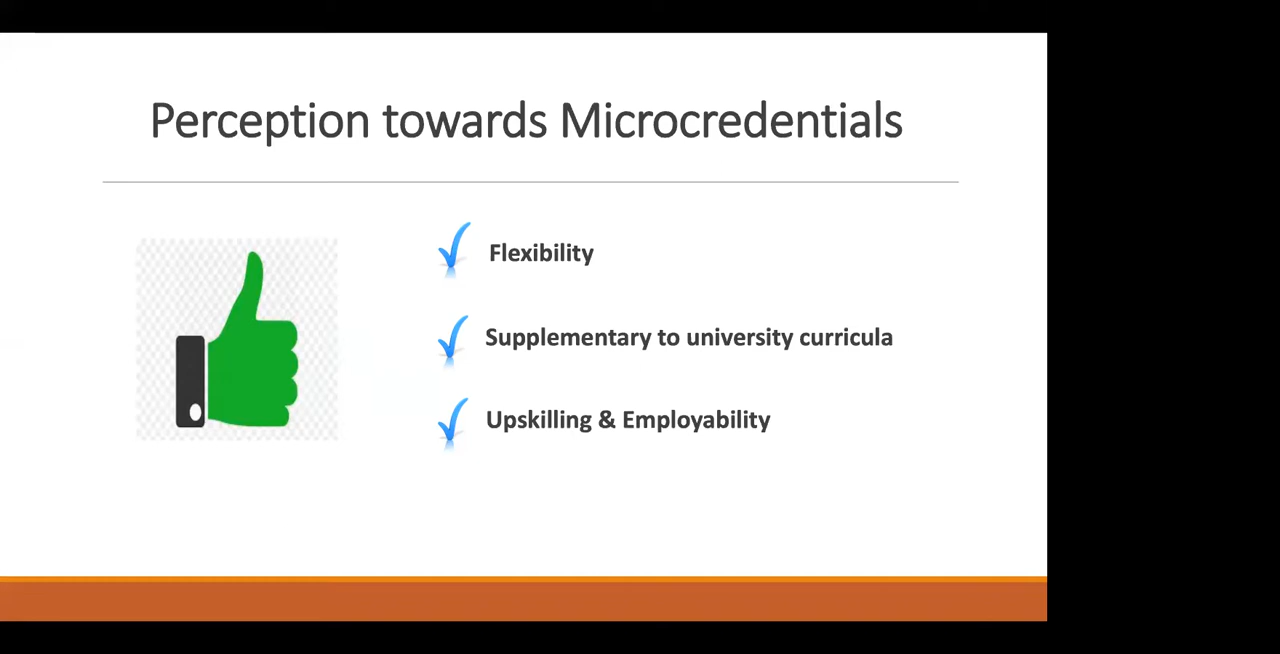 Perception towards Microcredentials
Flexibility
Supplementary to university curricula
Upskilling & Employability